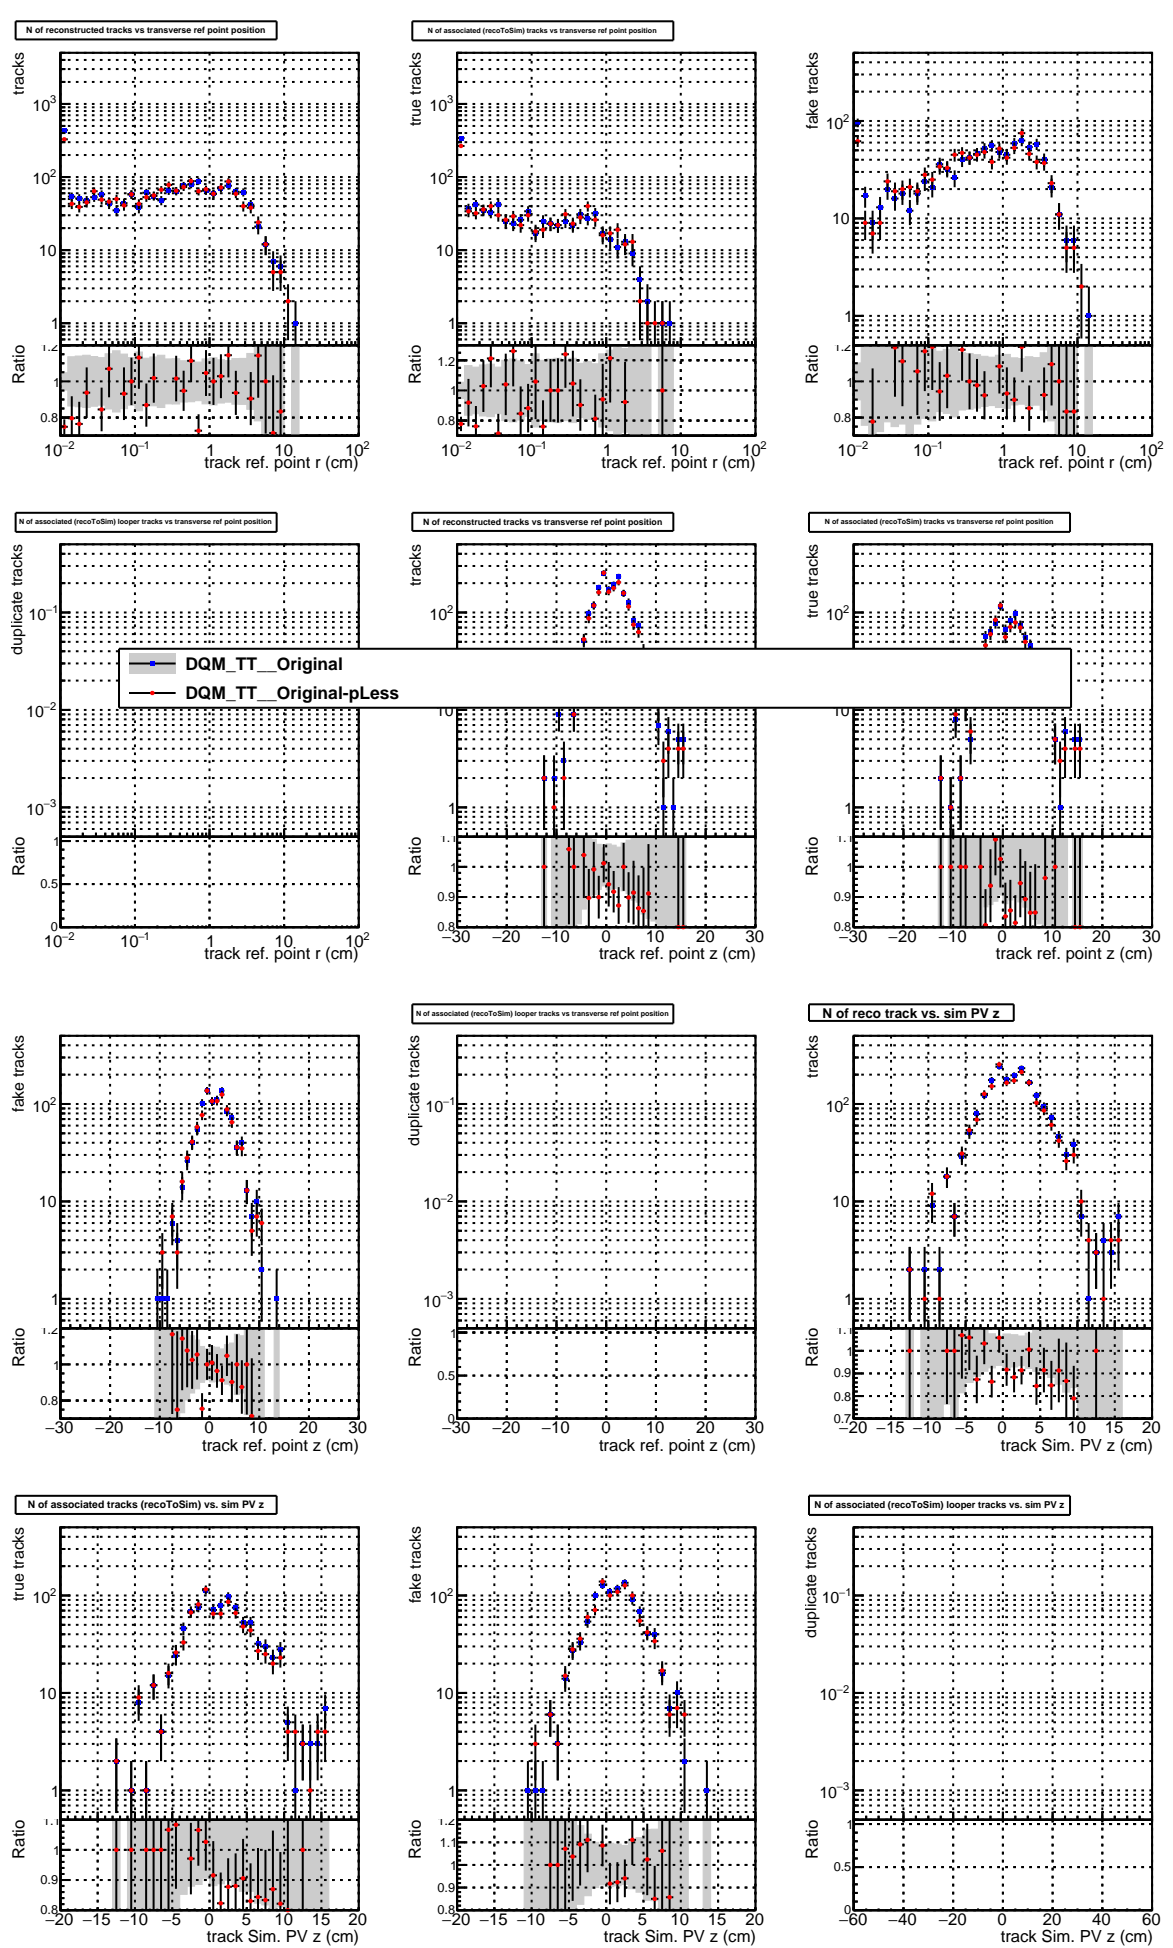 N of reconstructed tracks vs transverse ref point position
tracks
10³
10²
10
1
1.2
1
0.8
Ratio
10⁻² 10⁻¹ 1 10 10²
track ref. point r (cm)
N of associated (recoToSim) tracks vs transverse ref point position
true tracks
10³
10²
10
1
1.2
1
0.8
Ratio
10⁻² 10⁻¹ 1 10 10²
track ref. point r (cm)
fake tracks
10²
10
1
1.2
1
0.8
Ratio
10⁻² 10⁻¹ 1 10 10²
track ref. point r (cm)
N of associated (recoToSim) looper tracks vs transverse ref point position
duplicate tracks
10⁻¹
10⁻²
10⁻³
1
0.5
0
Ratio
10⁻² 10⁻¹ 1 10 10²
track ref. point r (cm)
N of reconstructed tracks vs transverse ref point position
tracks
10²
10
1
1.1
1
0.9
0.8
Ratio
−30 −20 −10 0 10 20 30
track ref. point z (cm)
N of associated (recoToSim) tracks vs transverse ref point position
true tracks
10²
10
1
1.1
1
0.9
0.8
Ratio
−30 −20 −10 0 10 20 30
track ref. point z (cm)
DQM_TT__Original
DQM_TT__Original-pLess
fake tracks
10²
10
1
1.2
1
0.8
Ratio
−30 −20 −10 0 10 20 30
track ref. point z (cm)
N of associated (recoToSim) looper tracks vs transverse ref point position
duplicate tracks
10⁻¹
10⁻²
10⁻³
1
0.5
0
Ratio
−30 −20 −10 0 10 20 30
track ref. point z (cm)
N of reco track vs. sim PV z
tracks
10²
10
1
1.1
1
0.9
0.8
0.7
Ratio
−20 −15 −10 −5 0 5 10 15 20
track Sim. PV z (cm)
N of associated tracks (recoToSim) vs. sim PV z
true tracks
10²
10
1
1.1
1
0.9
0.8
Ratio
−20 −15 −10 −5 0 5 10 15 20
track Sim. PV z (cm)
fake tracks
10²
10
1
1.2
1.1
1
0.9
0.8
Ratio
−20 −15 −10 −5 0 5 10 15 20
track Sim. PV z (cm)
N of associated (recoToSim) looper tracks vs. sim PV z
duplicate tracks
10⁻¹
10⁻²
10⁻³
1
0.5
0
Ratio
−60 −40 −20 0 20 40 60
track Sim. PV z (cm)